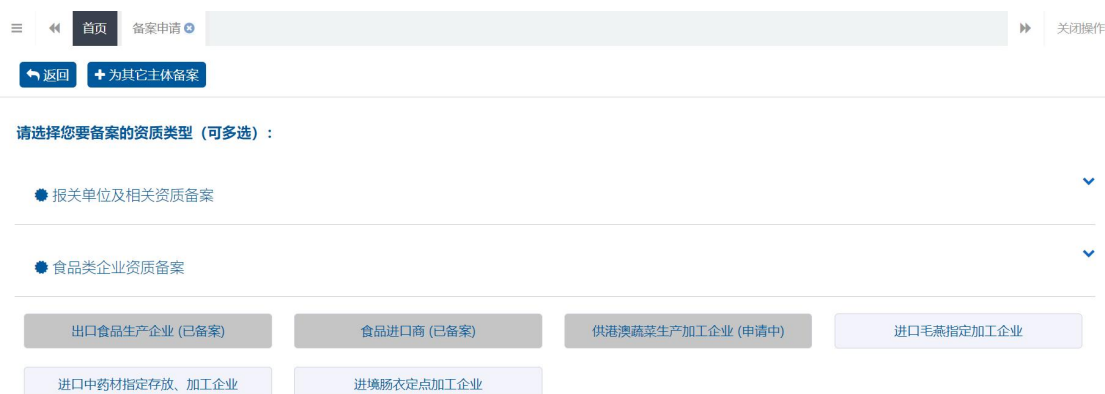 首页 备案申请 关闭操作
返回 为其它主体备案
请选择您要备案的资质类型（可多选）:
报关单位及相关资质备案
食品类企业资质备案
出口食品生产企业 (已备案) 食品进口商 (已备案) 供港澳蔬菜生产加工企业 (申请中) 进口毛燕指定加工企业
进口中药材指定存放、加工企业 进境肠衣定点加工企业